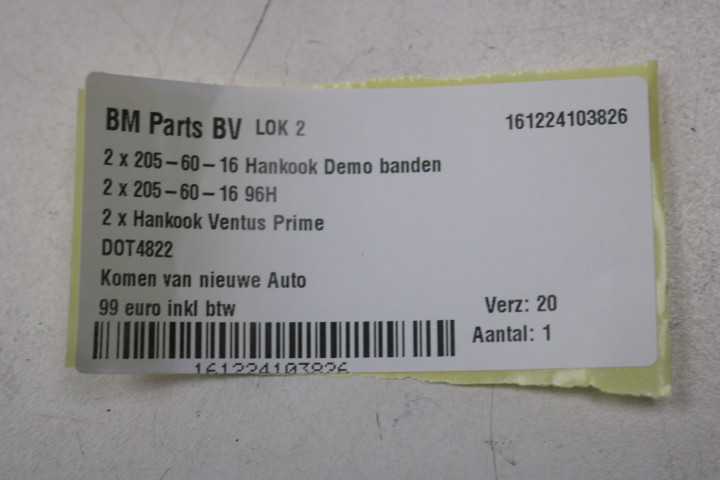 BM Parts BV LOK 2 161224103826
2 x 205-60-16 Hankook Demo banden
2 x 205-60-16 96H
2 x Hankook Ventus Prime
DOT4822
Komen van nieuwe Auto
99 euro inkl btw
Verz: 20
Aantal: 1
161224103826